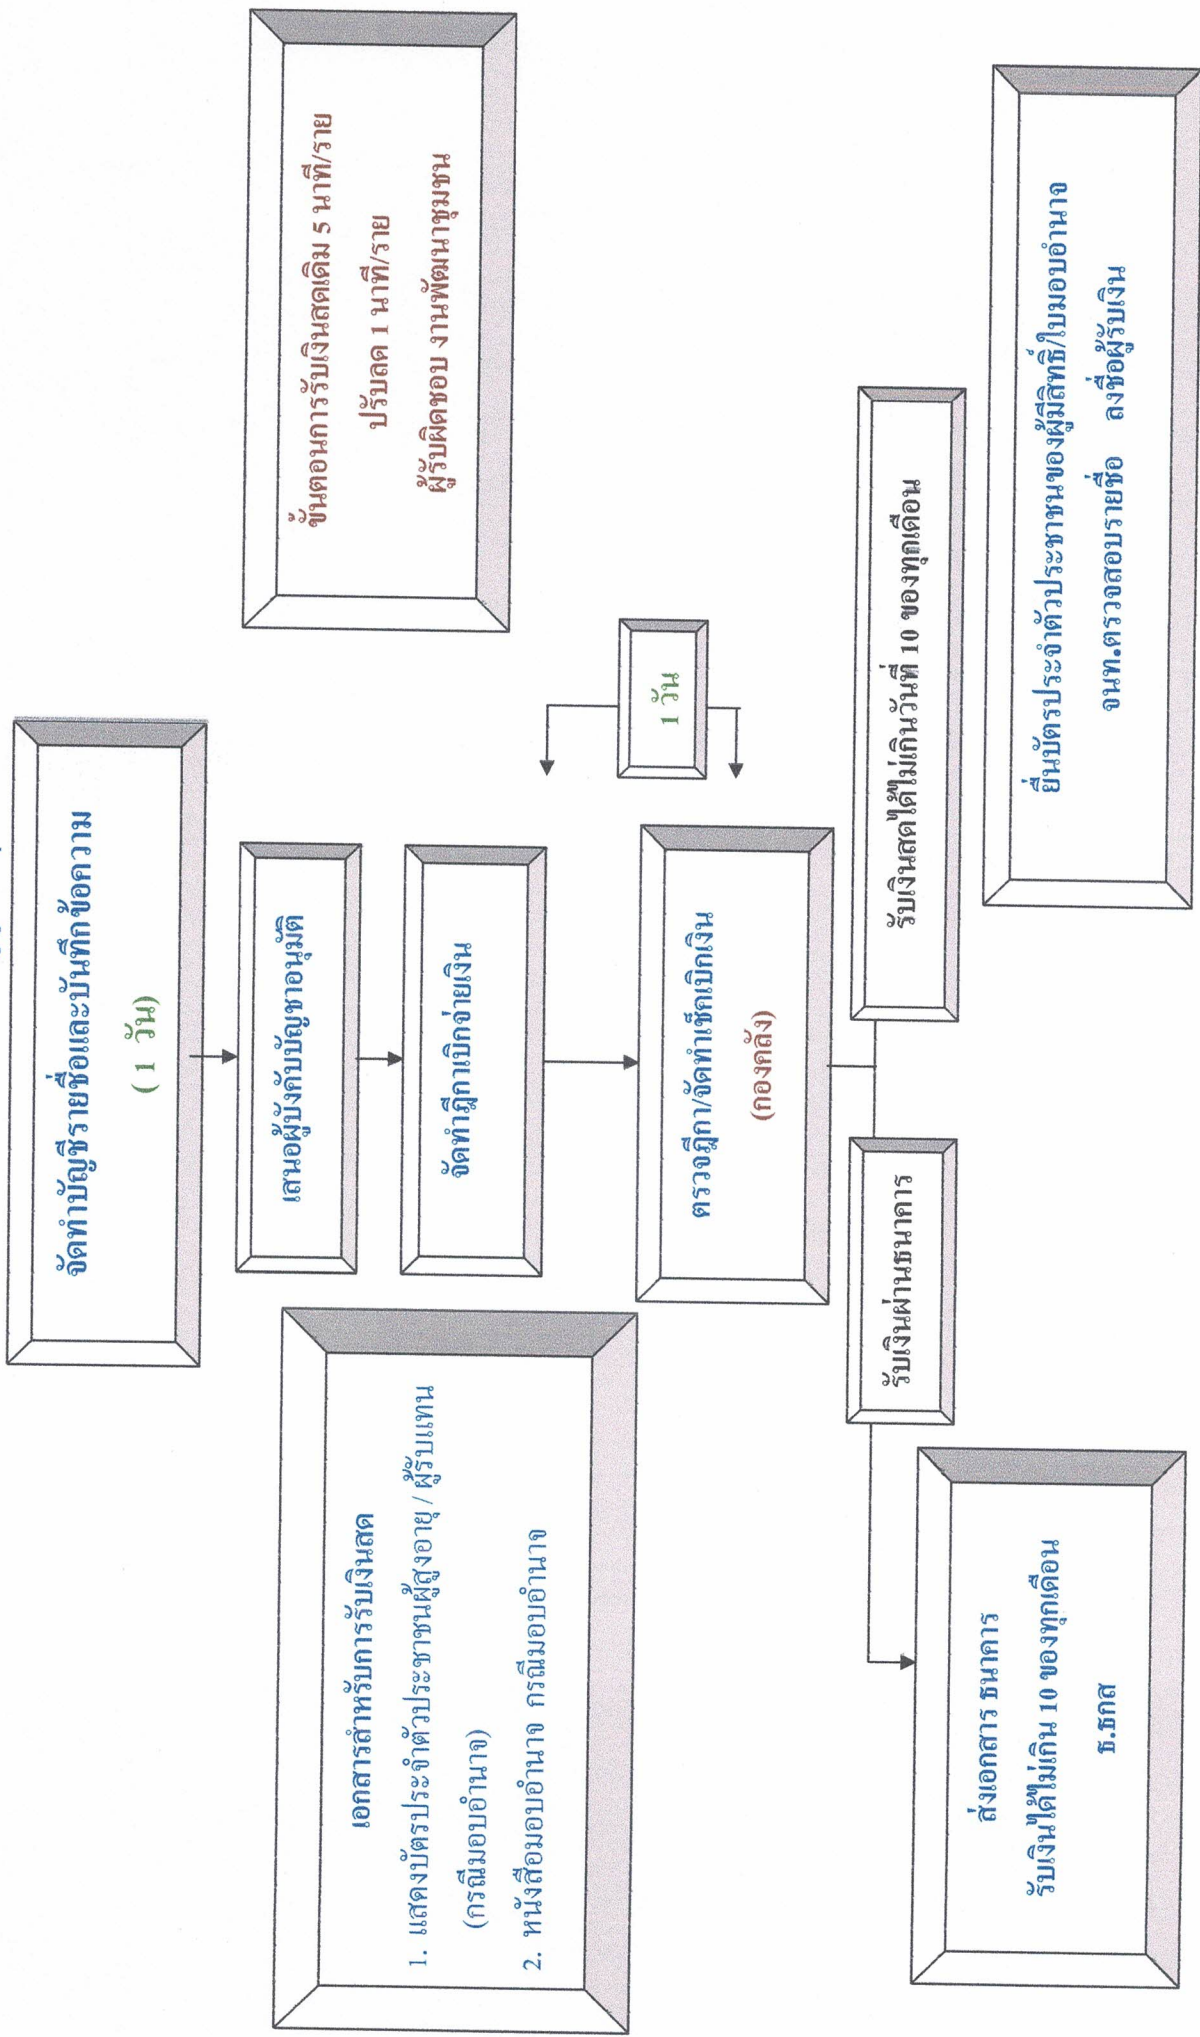 จัดทำบัญชีรายชื่อและบันทึกข้อความ
(1 วัน)
เสนอผู้บังคับบัญชาอนุมัติ
จัดทำฎีกาเบิกจ่ายเงิน
ตรวจฎีกา/จัดทำเช็คเบิกเงิน
(กองคลัง)
1 วัน
ขั้นตอนการรับเงินสดเดิม 5 นาที/ราย
ปรับลด 1 นาที/ราย
ผู้รับผิดชอบ งานพัฒนาชุมชน
เอกสารสำหรับการรับเงินสด
1. แสดงบัตรประจำตัวประชาชนผู้สูงอายุ / ผู้รับแทน
(กรณีมอบอำนาจ)
2. หนังสือมอบอำนาจ กรณีมอบอำนาจ
รับเงินผ่านธนาคาร
รับเงินสดได้ไม่เกินวันที่ 10 ของทุกเดือน
ส่งเอกสาร ธนาคาร
รับเงินได้ไม่เกิน 10 ของทุกเดือน
ธ.ธกส
ยื่นบัตรประจำตัวประชาชนของผู้มีสิทธิ์/ใบมอบอำนาจ
จนท.ตรวจสอบรายชื่อ ลงชื่อผู้รับเงิน